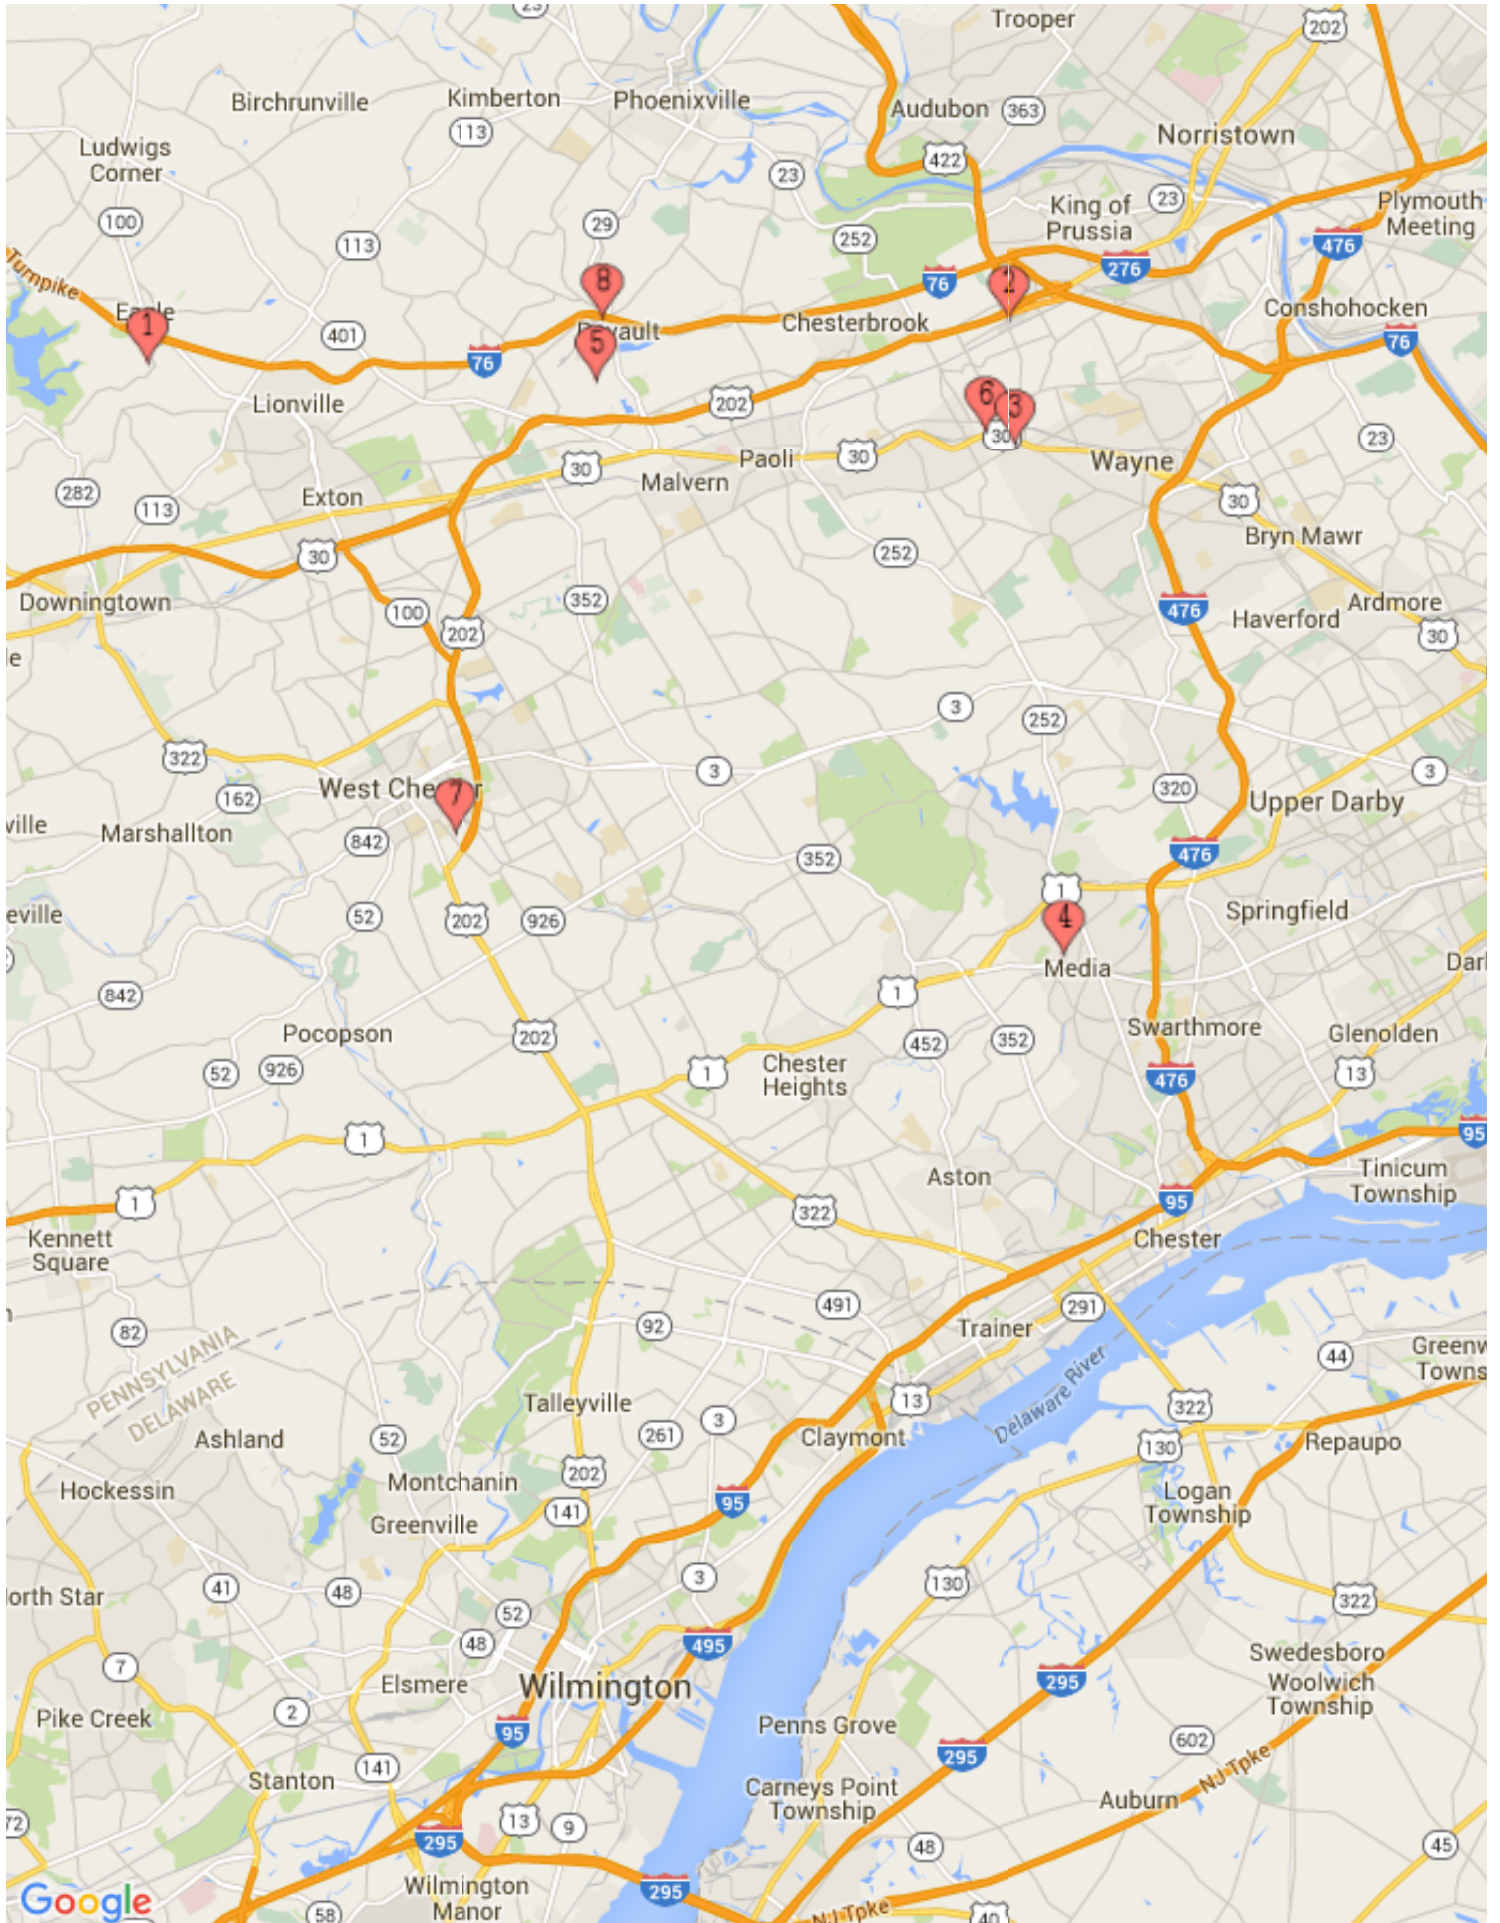 23
Trooper
202
Birchrunville
Kimberton
Phoenixville
Audubon
363
113
Norristown
Ludwigs
Corner
422
23
King of
Prussia
23
Plymouth
Meeting
100
29
113
252
476
Turnpike
76
276
8
2
Eagle
1
401
Devault
Chesterbrook
Conshohocken
5
76
76
Lionville
202
6
3
30
23
Paoli
30
Wayne
30
Malvern
282
113
Exton
30
Bryn Mawr
30
252
Downingtown
100
352
476
Ardmore
Haverford
202
30
le
3
252
322
3
3
West Chester
7
162
320
Upper Darby
ville
Marshallton
842
352
476
1
eville
52
202
926
4
Springfield
Media
Darl
842
1
Pocopson
202
452
352
Swarthmore
Glenolden
52
926
1
Chester
Heights
476
13
1
95
Aston
Tinicum
Township
1
322
95
Kennett
Square
Chester
491
291
82
92
Trainer
PENNSYLVANIA
DELAWARE
44
Greenw
Towns
Delaware River
Talleyville
13
322
Ashland
52
261
3
Claymont
130
Repaupo
202
Hockessin
Montchanin
95
Logan
Township
141
Greenville
41
48
3
130
322
orth Star
52
48
495
Swedesboro
7
Elsmere
Wilmington
295
Woolwich
Township
2
Pike Creek
95
Penns Grove
602
295
141
NJ Tpke
Stanton
Carneys Point
Township
Auburn
72
13
9
295
48
45
Wilmington
Manor
295
Google
58
NJ Tpke
40